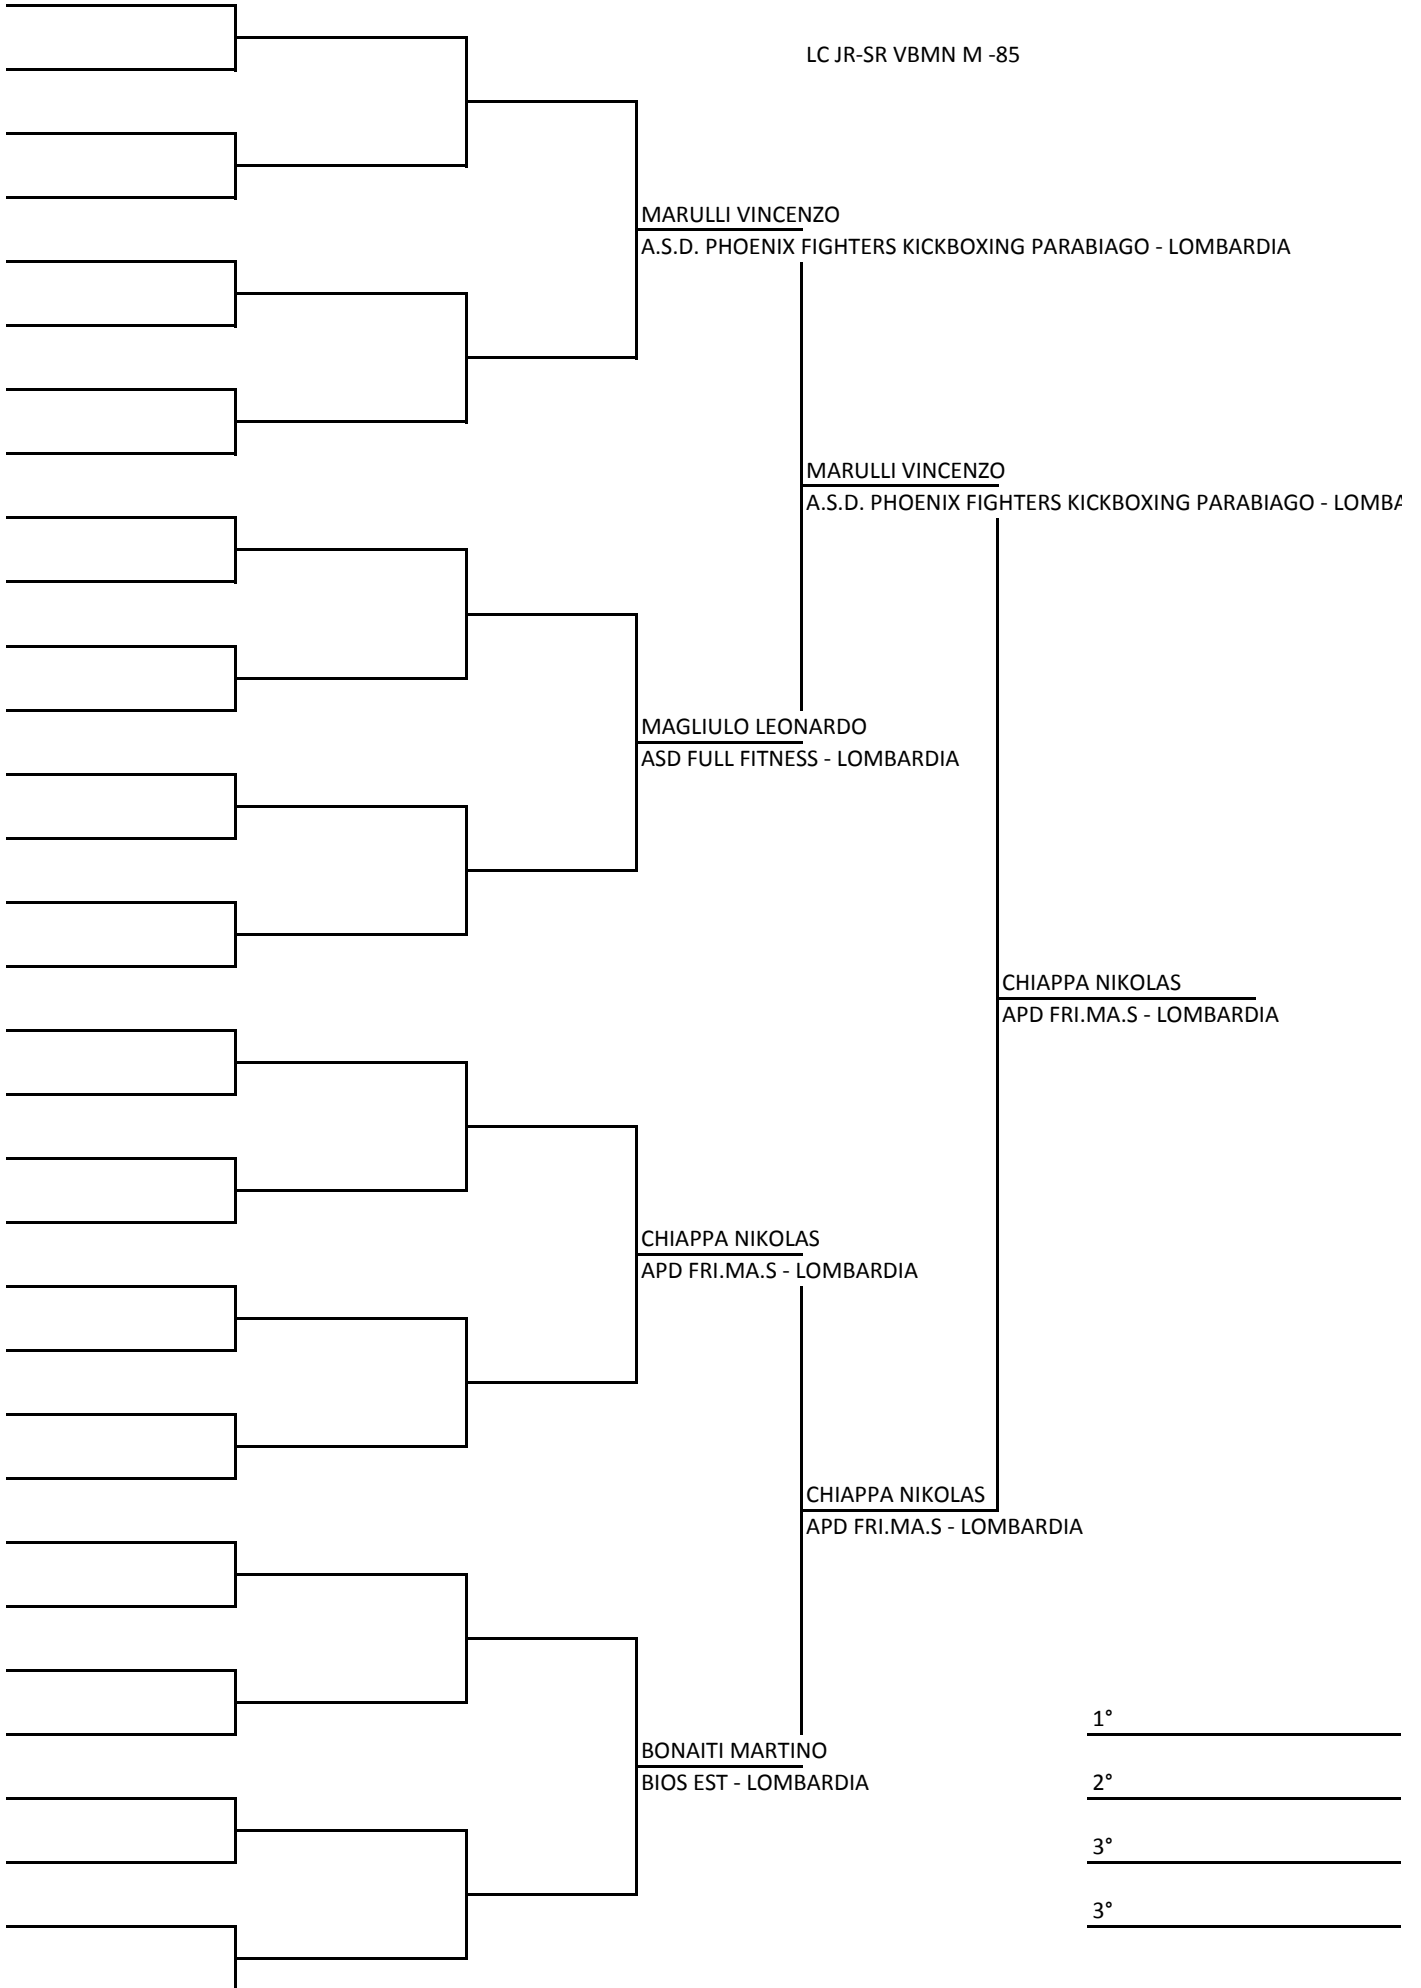 LC JR-SR VBMN M -85
MARULLI VINCENZO
A.S.D. PHOENIX FIGHTERS KICKBOXING PARABIAGO - LOMBARDIA
MARULLI VINCENZO
A.S.D. PHOENIX FIGHTERS KICKBOXING PARABIAGO - LOMBA
MAGLIULO LEONARDO
ASD FULL FITNESS - LOMBARDIA
CHIAPPA NIKOLAS
APD FRI.MA.S - LOMBARDIA
CHIAPPA NIKOLAS
APD FRI.MA.S - LOMBARDIA
CHIAPPA NIKOLAS
APD FRI.MA.S - LOMBARDIA
BONAITI MARTINO
BIOS EST - LOMBARDIA
1°
2°
3°
3°